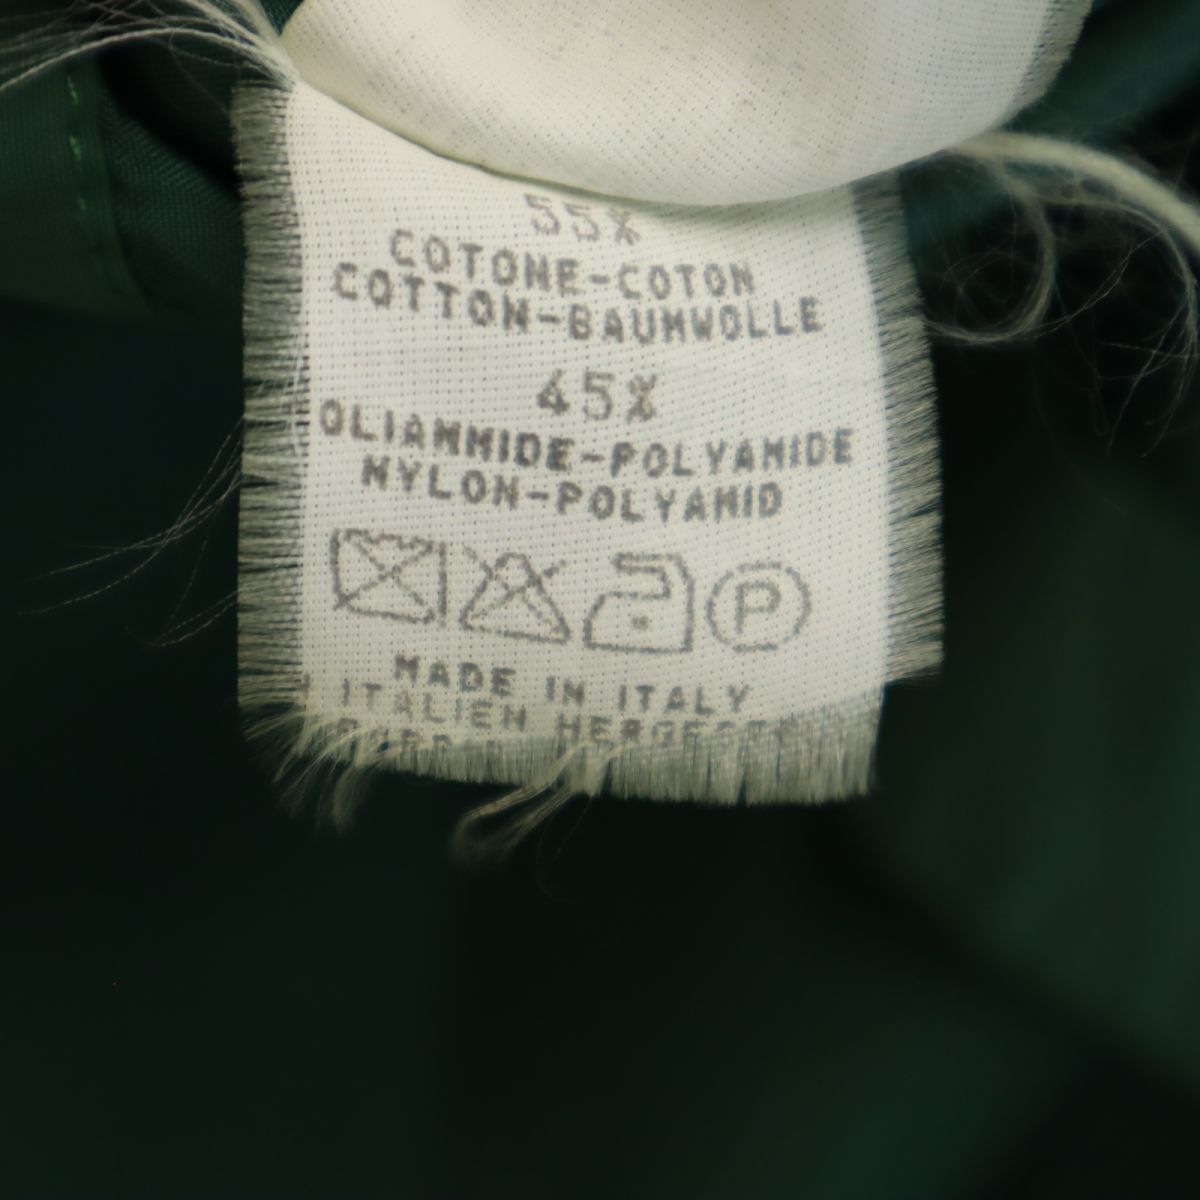 55%
COTONE-COTON
COTTON-BAUMWOLLE
45%
OLIAMMIDE-POLYAMIDE
NYLON-POLYAMID
P
MADE IN ITALY
ITALIEN